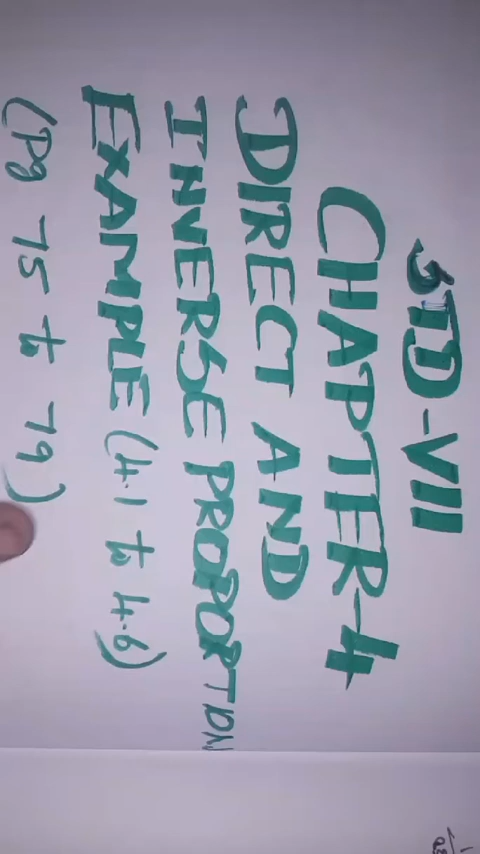 STD-VII
CHAPTER-4
DIRECT AND
INVERSE PROPORTION
EXAMPLE (4.1 to 4.6)
(Pg 75 to 79)